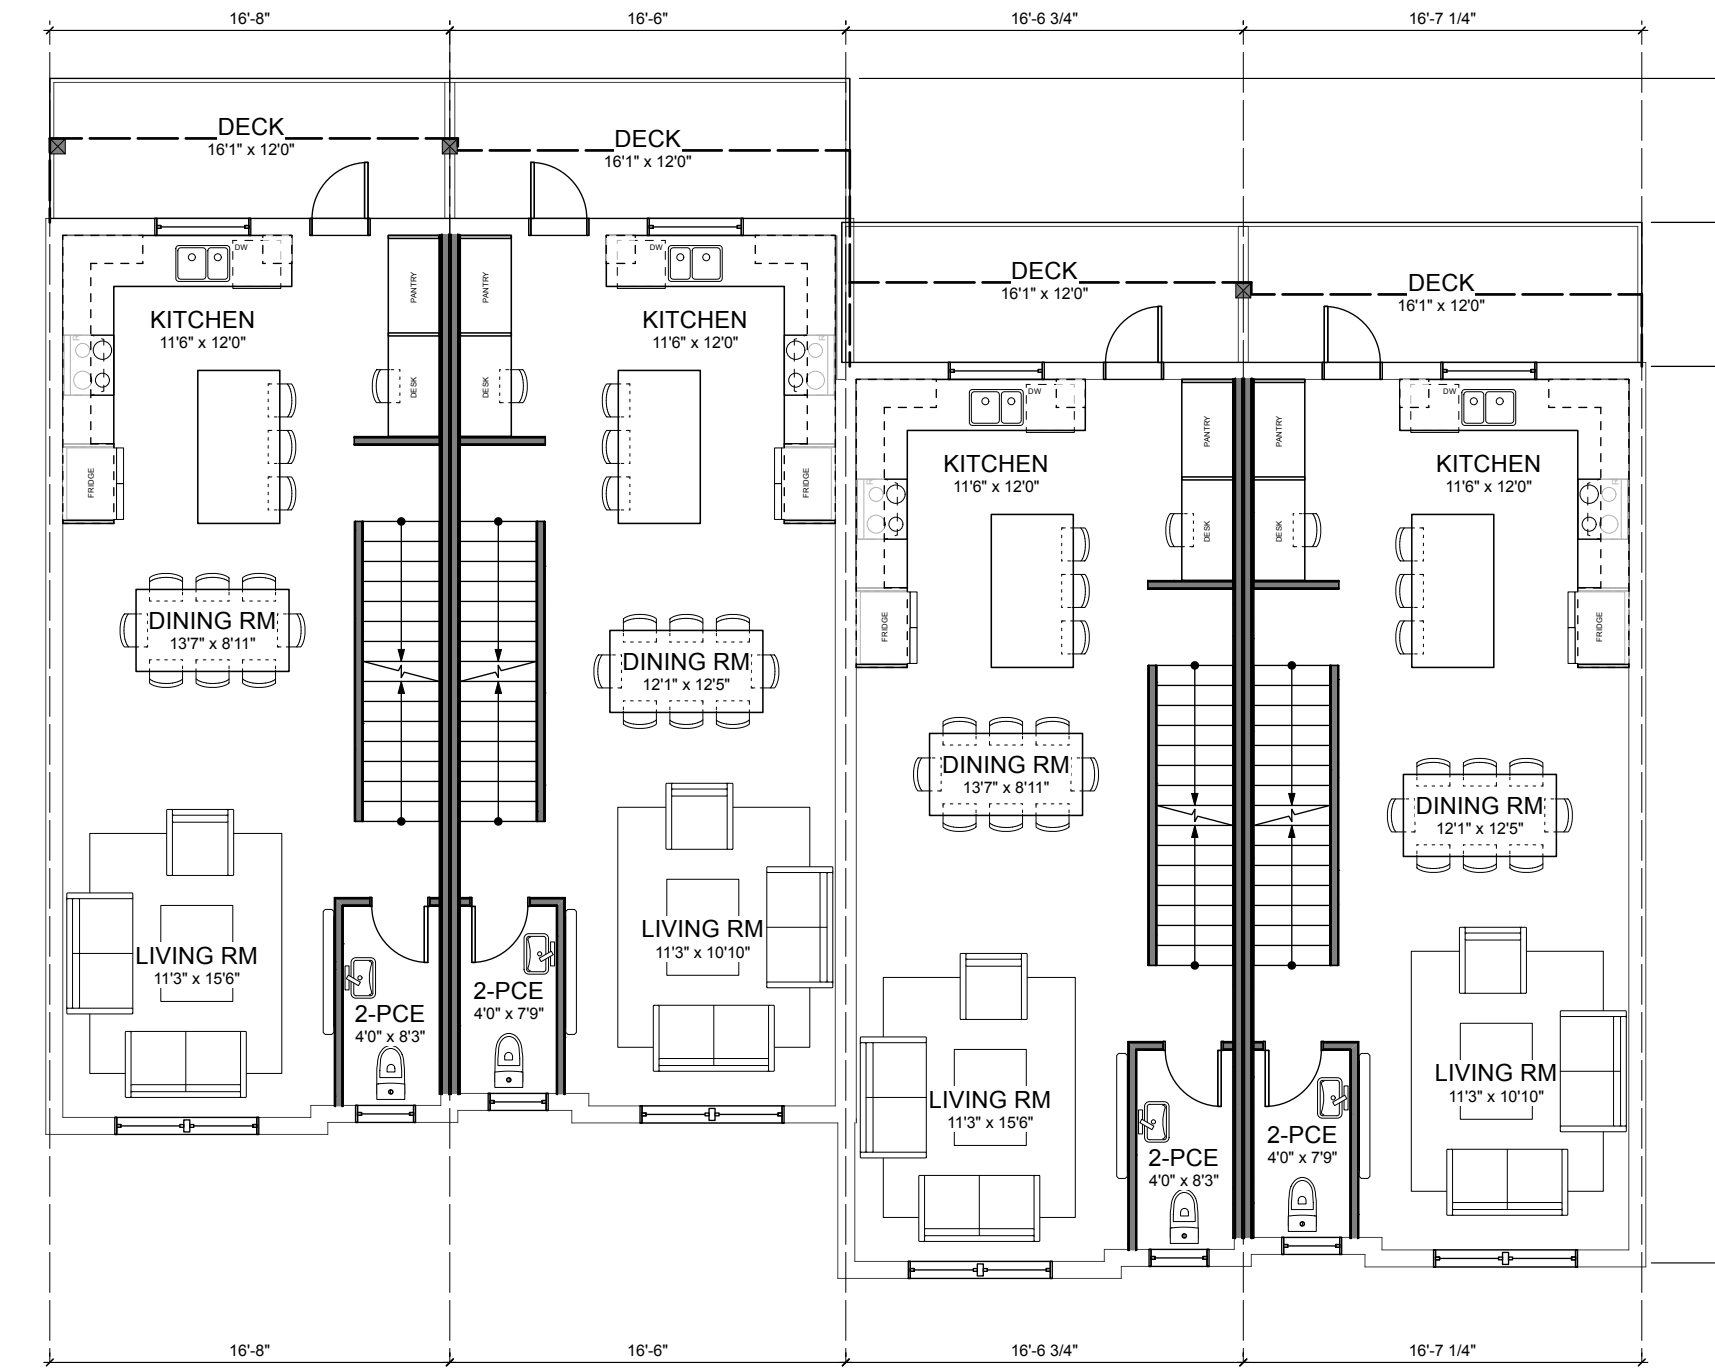 16'-8"
16'-6"
16'-6 3/4"
16'-7 1/4"
DECK
16'1" x 12'0"
DECK
16'1" x 12'0"
DECK
16'1" x 12'0"
DECK
16'1" x 12'0"
DW
PANTRY
PANTRY
DW
KITCHEN
11'6" x 12'0"
KITCHEN
11'6" x 12'0"
DESK
DESK
FRIDGE
FRIDGE
DW
PANTRY
PANTRY
DW
KITCHEN
11'6" x 12'0"
KITCHEN
11'6" x 12'0"
DESK
DESK
FRIDGE
FRIDGE
DINING RM
13'7" x 8'11"
DINING RM
12'1" x 12'5"
DINING RM
13'7" x 8'11"
DINING RM
12'1" x 12'5"
LIVING RM
11'3" x 15'6"
LIVING RM
11'3" x 10'10"
2-PCE
4'0" x 8'3"
2-PCE
4'0" x 7'9"
LIVING RM
11'3" x 15'6"
LIVING RM
11'3" x 10'10"
2-PCE
4'0" x 8'3"
2-PCE
4'0" x 7'9"
16'-8"
16'-6"
16'-6 3/4"
16'-7 1/4"